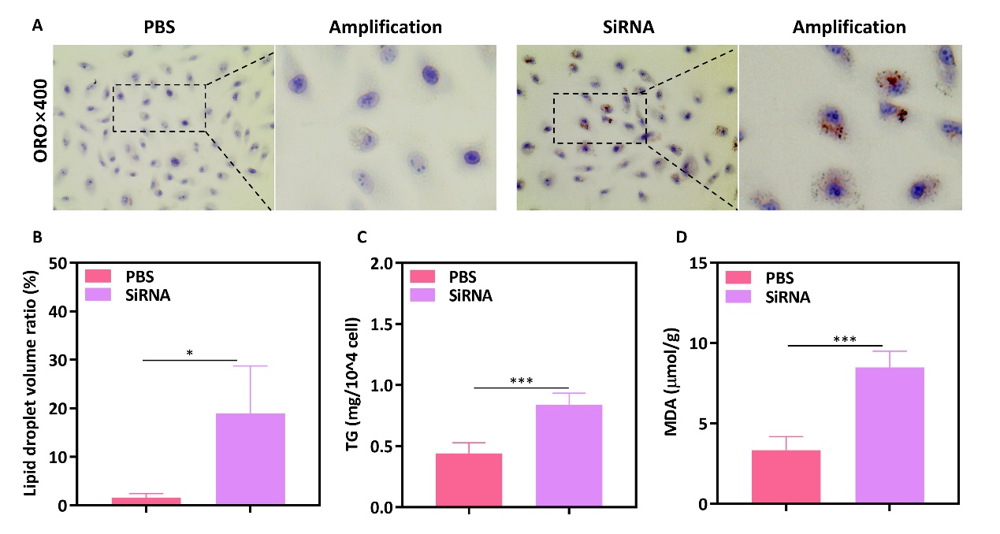 A
PBS
Amplification
SiRNA
Amplification
ORO×400
B
C
D
Lipid droplet volume ratio (%)
50
40
30
20
10
0
PBS
SiRNA
*
TG (mg/10^4 cell)
2.0
1.5
1.0
0.5
0.0
PBS
SiRNA
***
MDA (μmol/g)
15
10
5
0
PBS
SiRNA
***